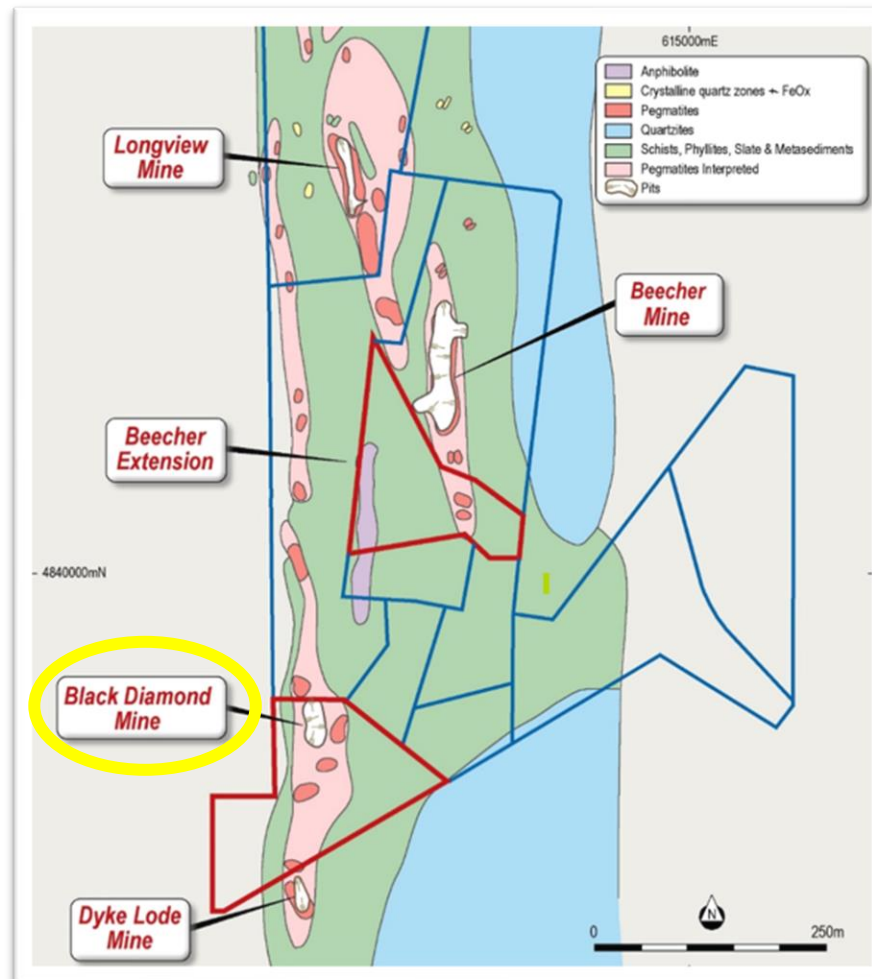 615000mE
Anphibolite
Crystalline quartz zones +- FeOx
Pegmatites
Quartzites
Schists, Phyllites, Slate & Metasediments
Pegmatites Interpreted
Pits
Longview
Mine
Beecher
Mine
Beecher
Extension
4840000mN
Black Diamond
Mine
Dyke Lode
Mine
N
0
250m